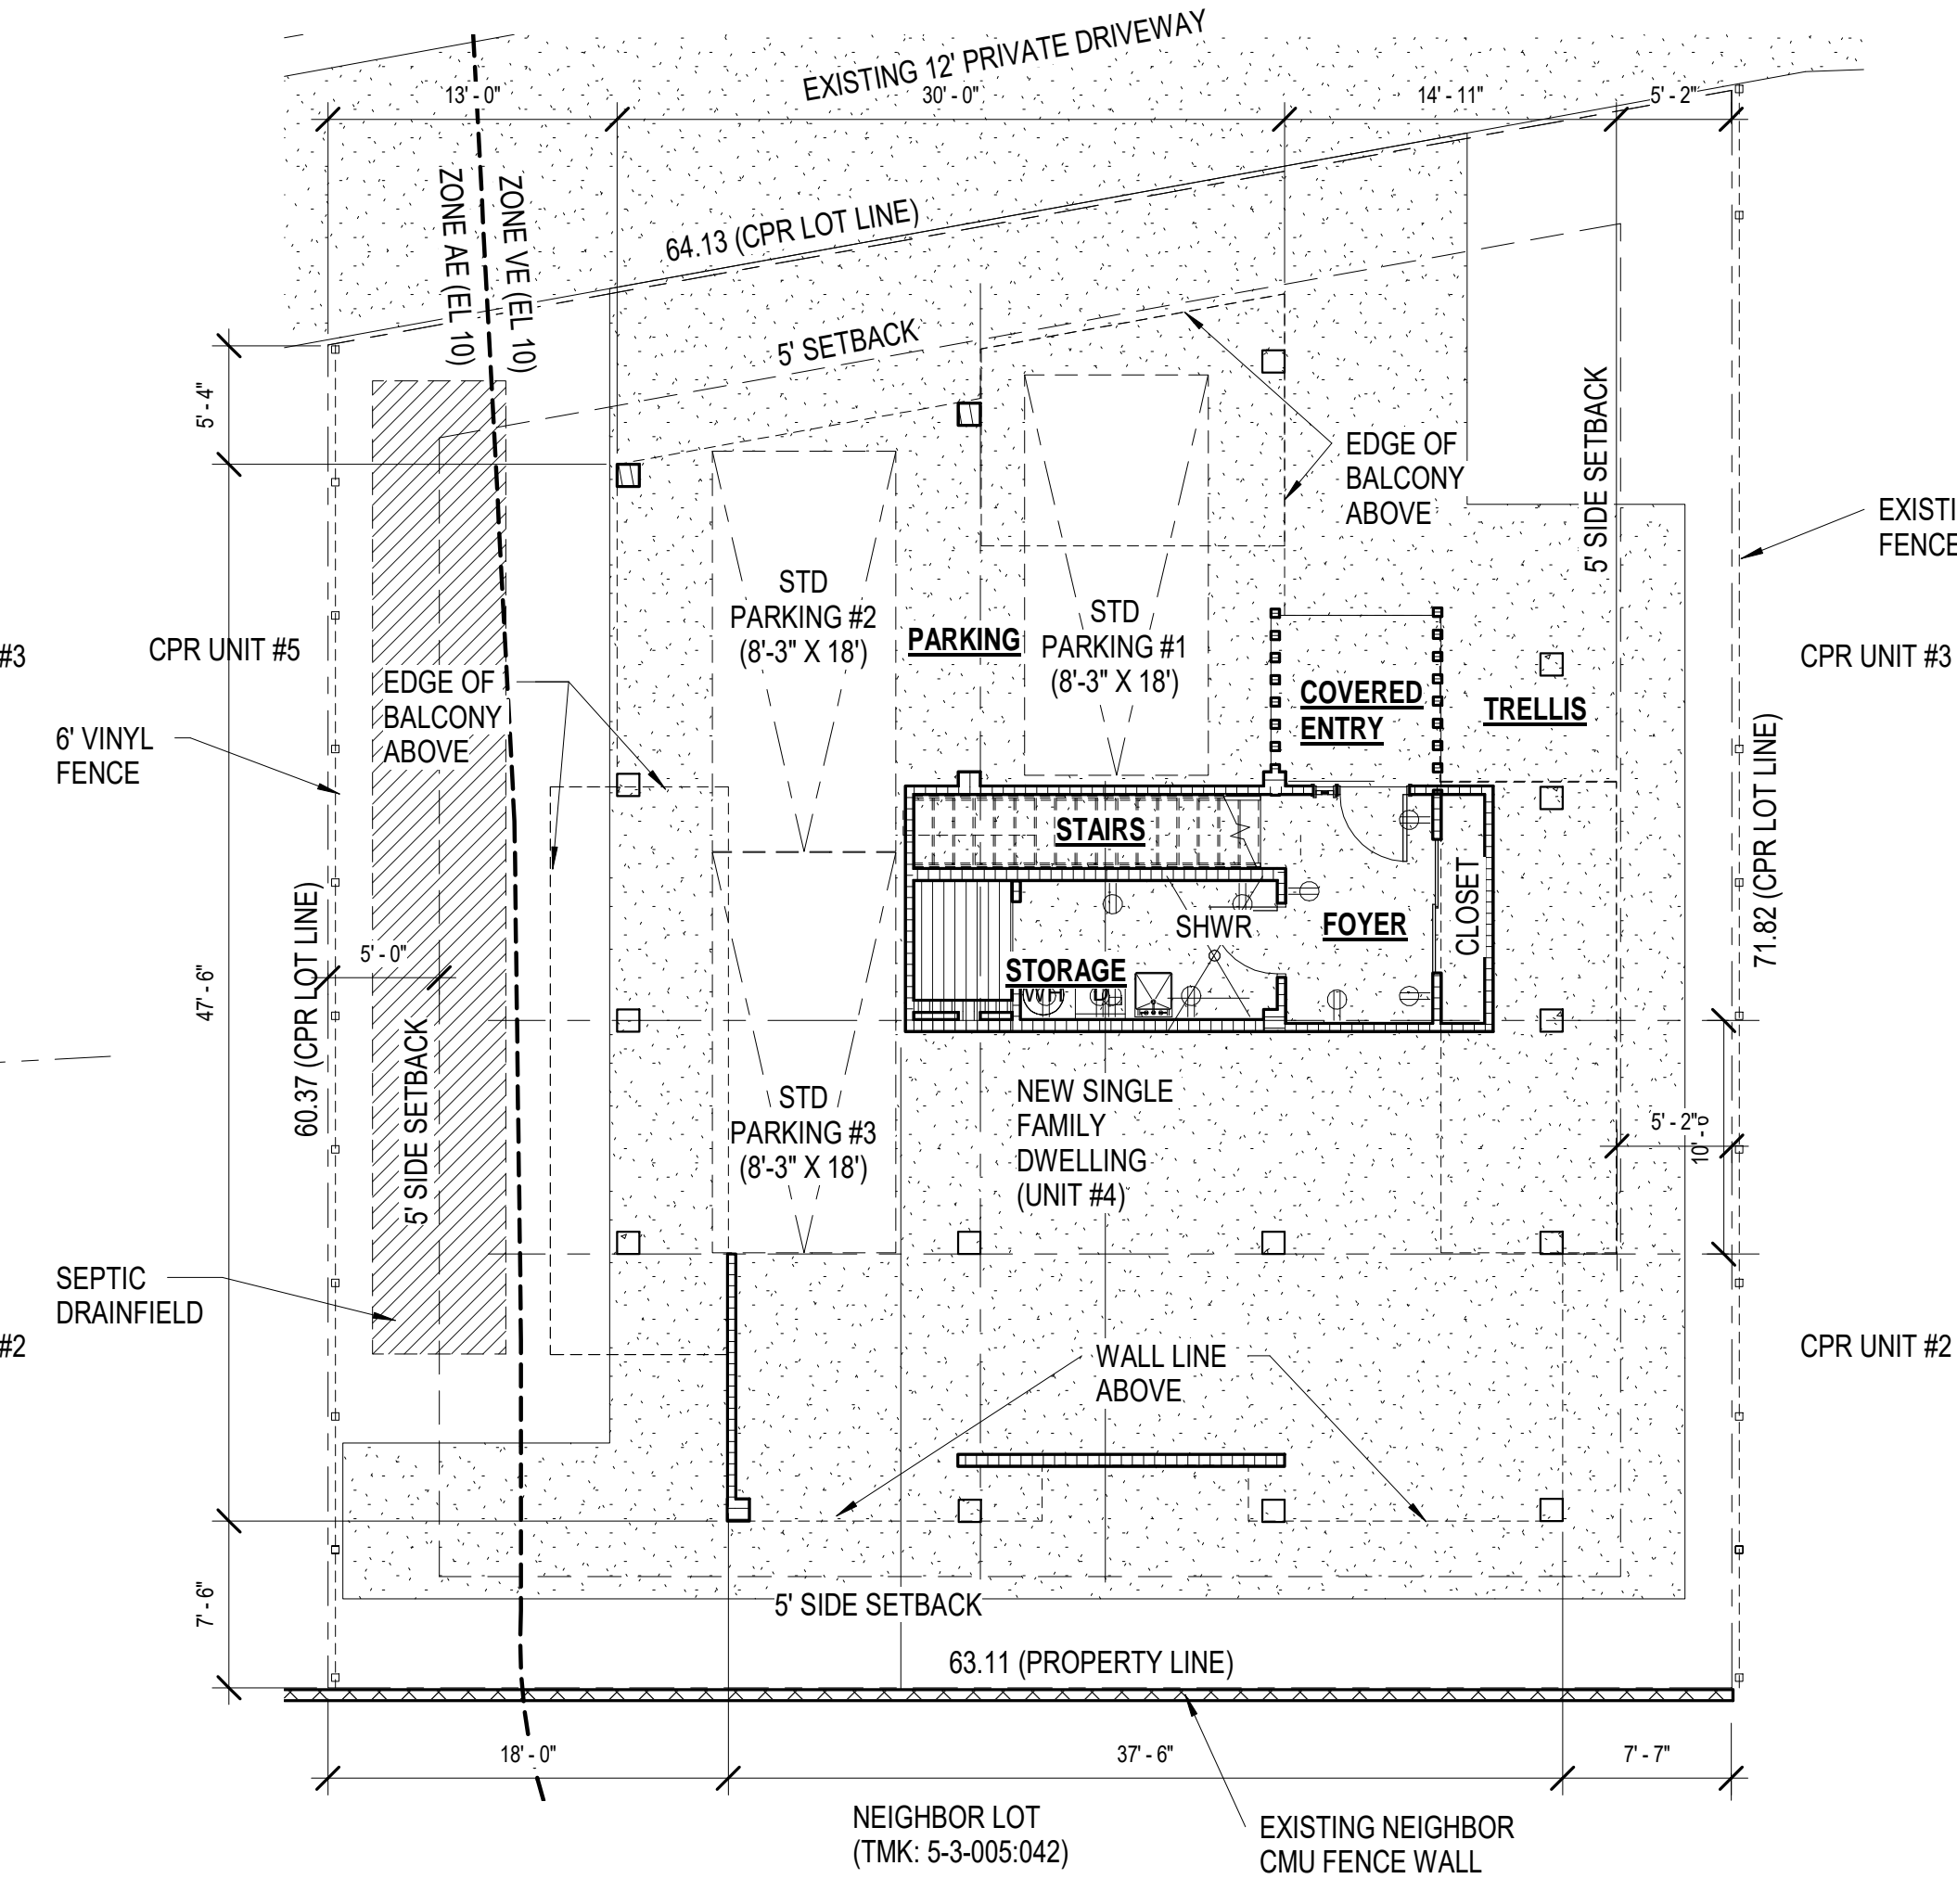 EXISTING 12' PRIVATE DRIVEWAY
13' - 0"
30' - 0"
14' - 11"
5' - 2"
ZONE AE (EL 10)
ZONE VE (EL 10)
64.13 (CPR LOT LINE)
5' SETBACK
5' - 4"
EDGE OF
BALCONY
ABOVE
5' SIDE SETBACK
FENCE
STD
PARKING #2
(8'-3" X 18')
PARKING
STD
PARKING #1
(8'-3" X 18')
#3
CPR UNIT #5
CPR UNIT #3
EDGE OF
BALCONY
ABOVE
COVERED
ENTRY
TRELLIS
6' VINYL
FENCE
71.82 (CPR LOT LINE)
STAIRS
CLOSET
SHWR
FOYER
STORAGE
60.37 (CPR LOT LINE)
5' - 0"
47' - 6"
5' SIDE SETBACK
STD
PARKING #3
(8'-3" X 18')
NEW SINGLE
FAMILY
DWELLING
(UNIT #4)
5' - 2"
SEPTIC
DRAINFIELD
#2
CPR UNIT #2
WALL LINE
ABOVE
7' - 6"
5' SIDE SETBACK
63.11 (PROPERTY LINE)
18' - 0"
37' - 6"
7' - 7"
NEIGHBOR LOT
(TMK: 5-3-005:042)
EXISTING NEIGHBOR
CMU FENCE WALL